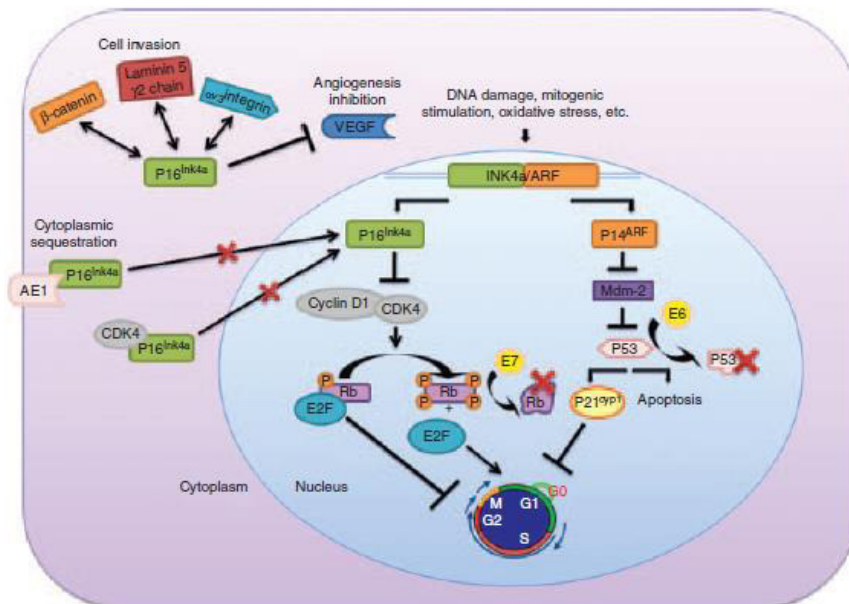 Cell invasion
Laminin 5
γ2 chain
β-catenin
αv3integrin
P16Ink4a
Angiogenesis
inhibition
VEGF
DNA damage, mitogenic
stimulation, oxidative stress, etc.
INK4a/ARF
Cytoplasmic
sequestration
P16Ink4a
AE1
CDK4
P16Ink4a
P16Ink4a
Cyclin D1
CDK4
P14ARF
Mdm-2
E6
P53
P53
P21cyp1
Apoptosis
P
Rb
E2F
P
P
Rb
P
P
+
E2F
E7
Rb
Cytoplasm
Nucleus
M
G1
G0
G2
S